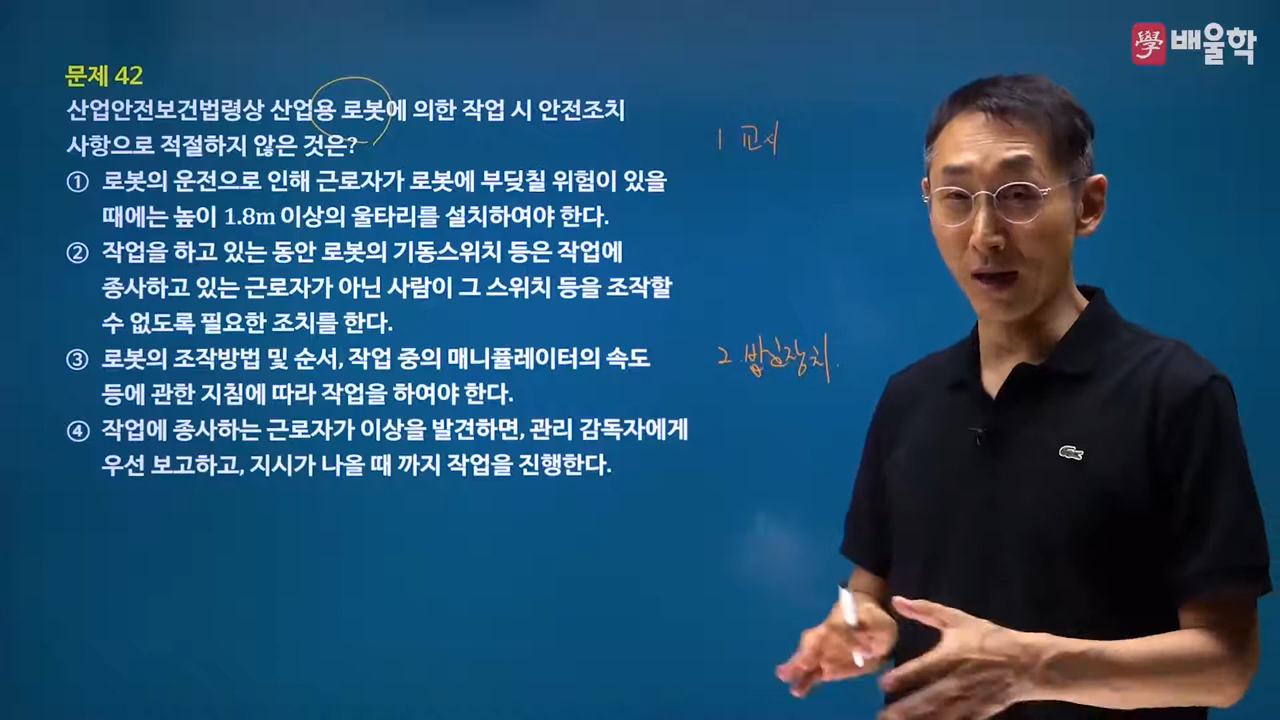 學 배울학
문제 42
산업안전보건법령상 산업용 로봇에 의한 작업 시 안전조치
사항으로 적절하지 않은 것은?
① 로봇의 운전으로 인해 근로자가 로봇에 부딪칠 위험이 있을
때에는 높이 1.8m 이상의 울타리를 설치하여야 한다.
② 작업을 하고 있는 동안 로봇의 기동스위치 등은 작업에
종사하고 있는 근로자가 아닌 사람이 그 스위치 등을 조작할
수 없도록 필요한 조치를 한다.
③ 로봇의 조작방법 및 순서, 작업 중의 매니퓰레이터의 속도
등에 관한 지침에 따라 작업을 하여야 한다.
④ 작업에 종사하는 근로자가 이상을 발견하면, 관리 감독자에게
우선 보고하고, 지시가 나올 때 까지 작업을 진행한다.
1 교시
2. 방호장치.